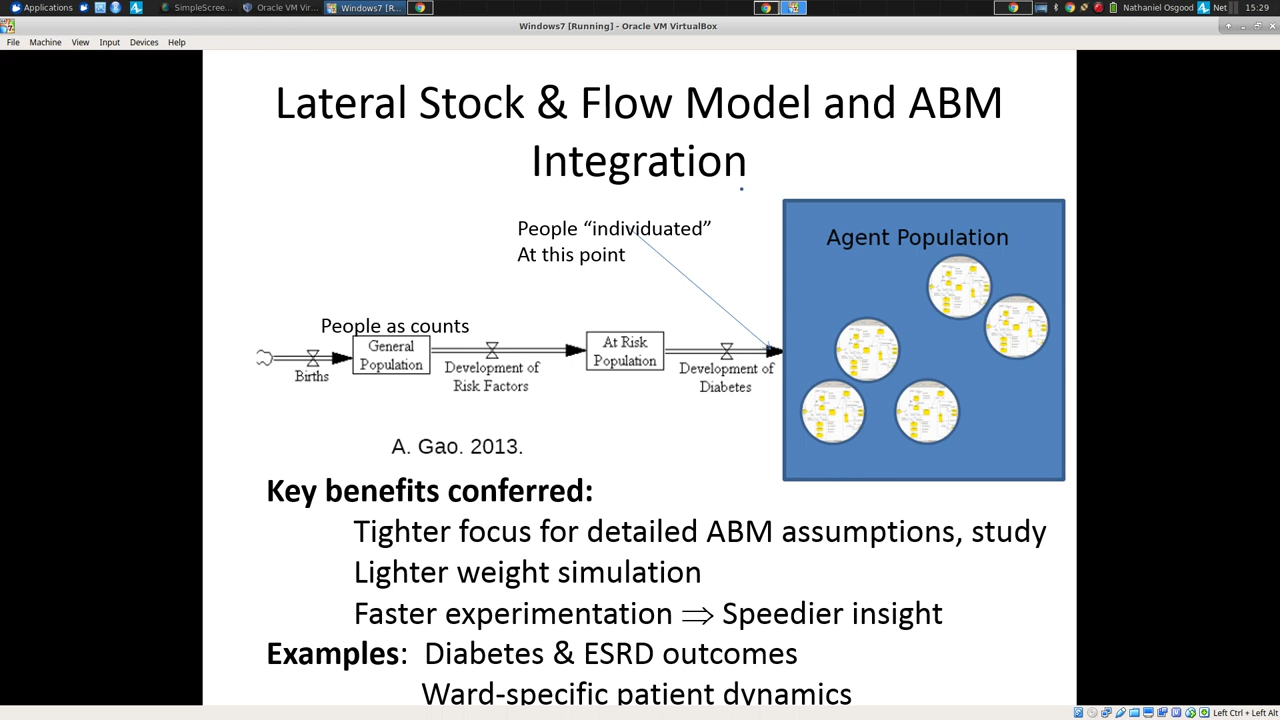 Applications
SimpleScree...
Oracle VM Vir...
Windows7 [R...
Nathaniel Osgood
Net
15:29
Windows7 [Running] - Oracle VM VirtualBox
File Machine View Input Devices Help
Lateral Stock & Flow Model and ABM
Integration
People “individuated”
At this point
Agent Population
People as counts
General
Population
At Risk
Population
Births
Development of
Risk Factors
Development of
Diabetes
A. Gao. 2013.
Key benefits conferred:
Tighter focus for detailed ABM assumptions, study
Lighter weight simulation
Faster experimentation ⇒ Speedier insight
Examples: Diabetes & ESRD outcomes
Ward-specific patient dynamics
Left Ctrl + Left Alt